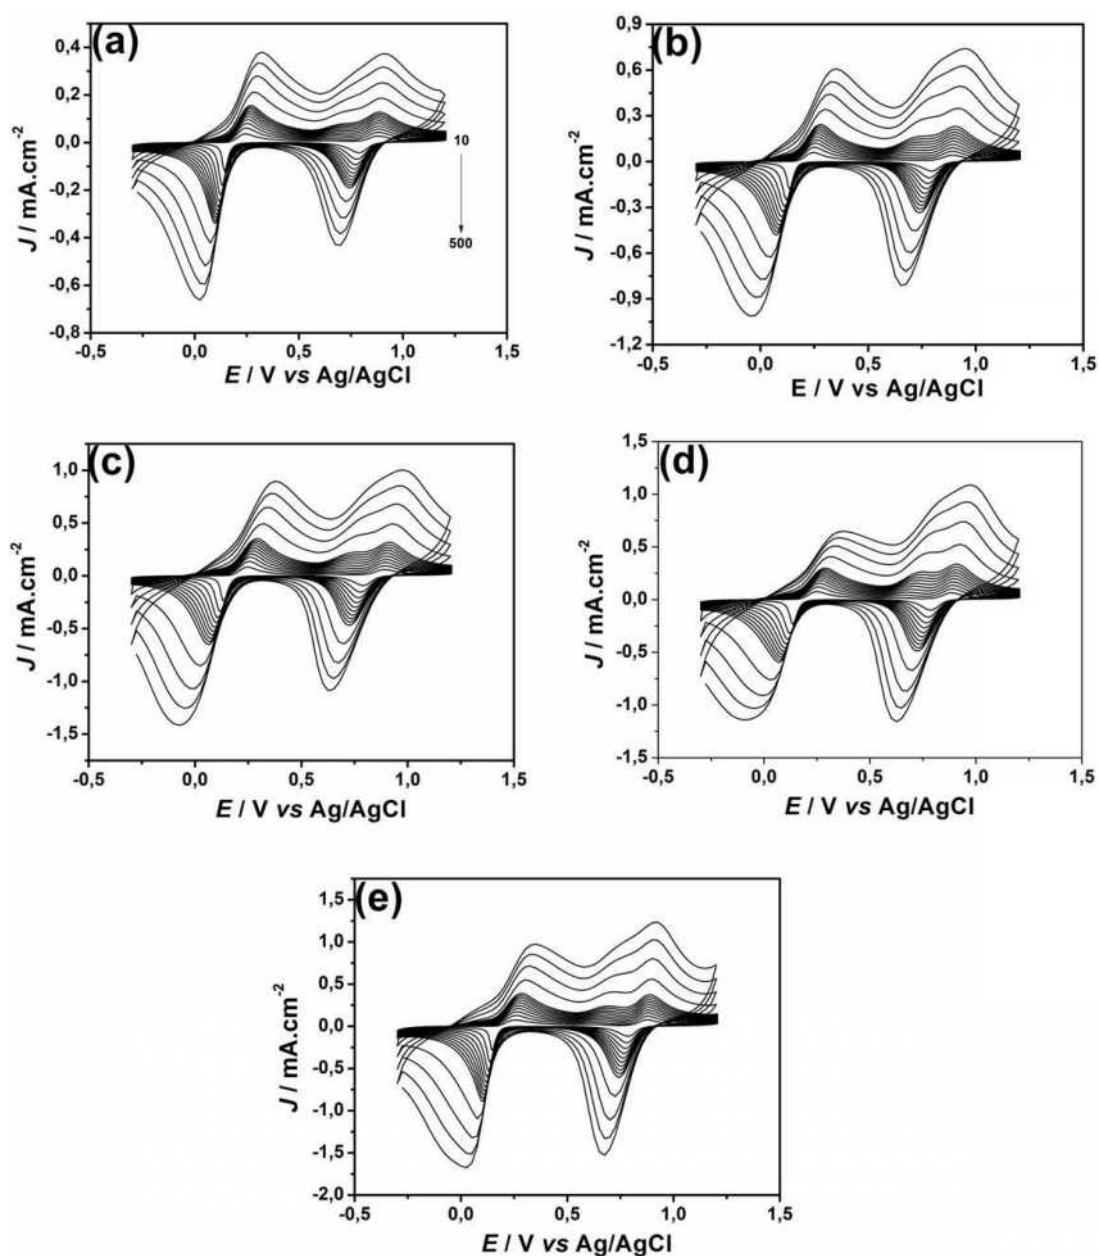 (a)
0,4
0,2
0,0
-0,2
-0,4
-0,6
-0,8
J / mA.cm-2
10
500
-0,5 0,0 0,5 1,0 1,5
E / V vs Ag/AgCl
(b)
0,9
0,6
0,3
0,0
-0,3
-0,6
-0,9
-1,2
J / mA.cm-2
-0,5 0,0 0,5 1,0 1,5
E / V vs Ag/AgCl
(c)
1,0
0,5
0,0
-0,5
-1,0
-1,5
J / mA.cm-2
-0,5 0,0 0,5 1,0 1,5
E / V vs Ag/AgCl
(d)
1,5
1,0
0,5
0,0
-0,5
-1,0
-1,5
J / mA.cm-2
-0,5 0,0 0,5 1,0 1,5
E / V vs Ag/AgCl
(e)
1,5
1,0
0,5
0,0
-0,5
-1,0
-1,5
-2,0
J / mA.cm-2
-0,5 0,0 0,5 1,0 1,5
E / V vs Ag/AgCl